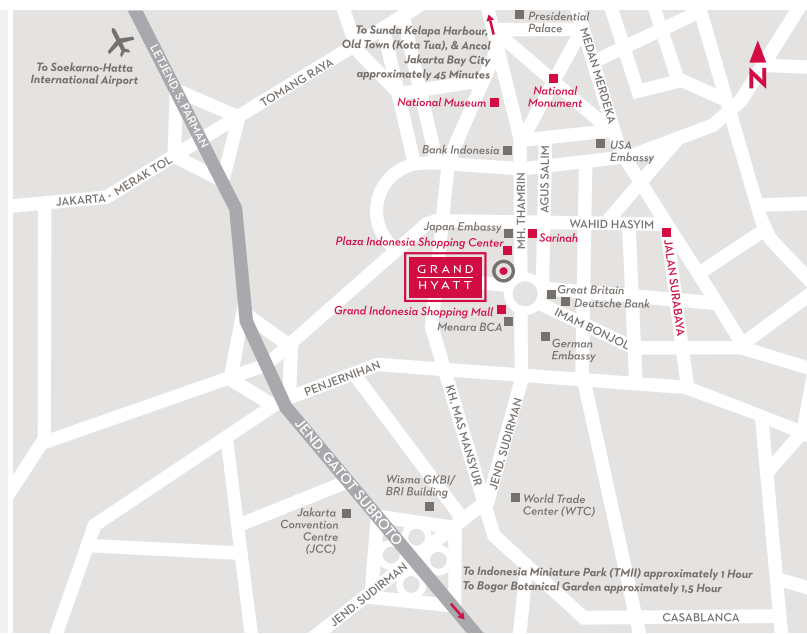 Presidential
Palace
To Sunda Kelapa Harbour,
Old Town (Kota Tua), & Ancol
Jakarta Bay City
approximately 45 Minutes
To Soekarno-Hatta
International Airport
LETJEND. S. PARMAN
TOMANG RAYA
MEDAN MERDEKA
N
National
Monument
National Museum
Bank Indonesia
USA
Embassy
AGUS SALIM
MH. THAMRIN
JAKARTA - MERAK TOL
WAHID HASYIM
Japan Embassy
Sarinah
Plaza Indonesia Shopping Center
GRAND
HYATT
JALAN SURABAYA
Great Britain
Deutsche Bank
Grand Indonesia Shopping Mall
Menara BCA
IMAM BONJOL
German
Embassy
PENJERNIHAN
KH. MAS MANSYUR
JEND. SUDIRMAN
JEND. GATOT SUBROTO
Wisma GKBI/
BRI Building
World Trade
Center (WTC)
Jakarta
Convention
Centre
(JCC)
JEND. SUDIRMAN
To Indonesia Miniature Park (TMII) approximately 1 Hour
To Bogor Botanical Garden approximately 1,5 Hour
CASABLANCA